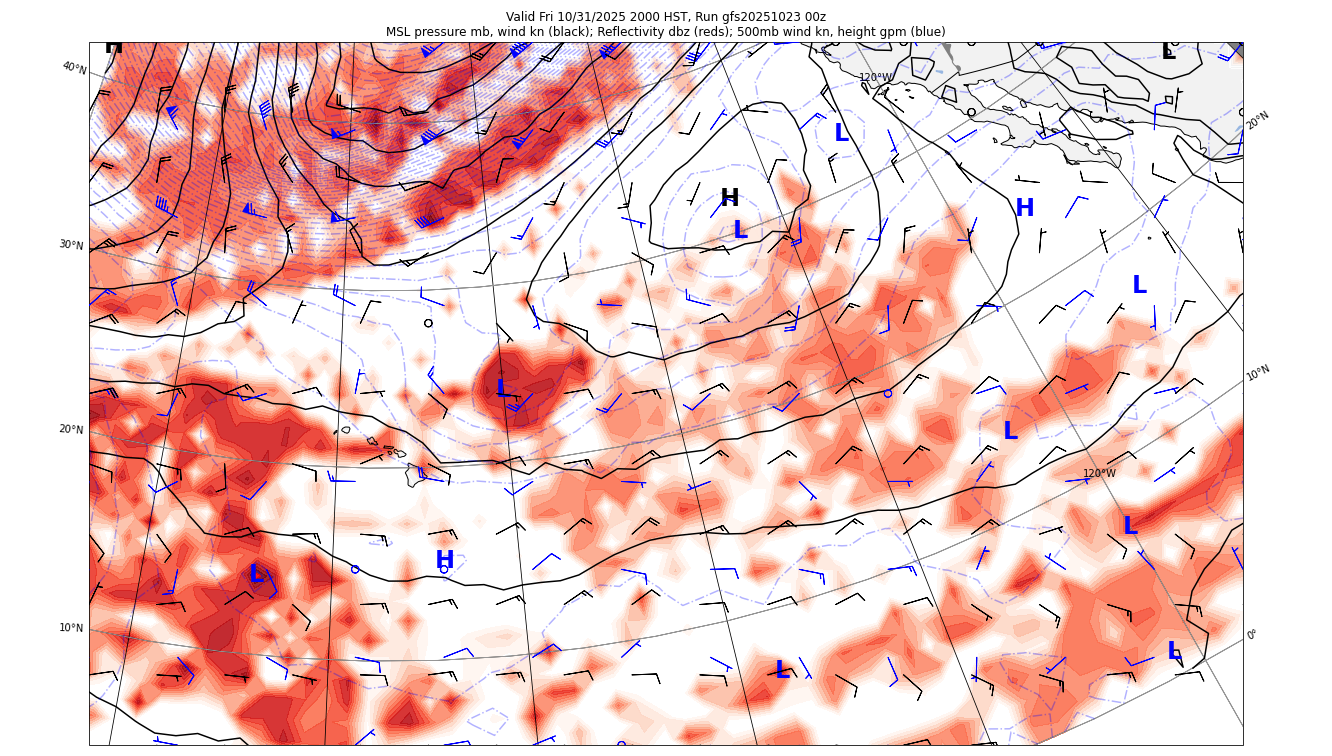 Valid Fri 10/31/2025 2000 HST, Run gfs20251023 00z
MSL pressure mb, wind kn (black); Reflectivity dbz (reds); 500mb wind kn, height gpm (blue)
H
L
40°N
120°W
20°N
L
H
H
L
30°N
L
10°N
L
20°N
L
120°W
L
H
L
10°N
0°
L
L